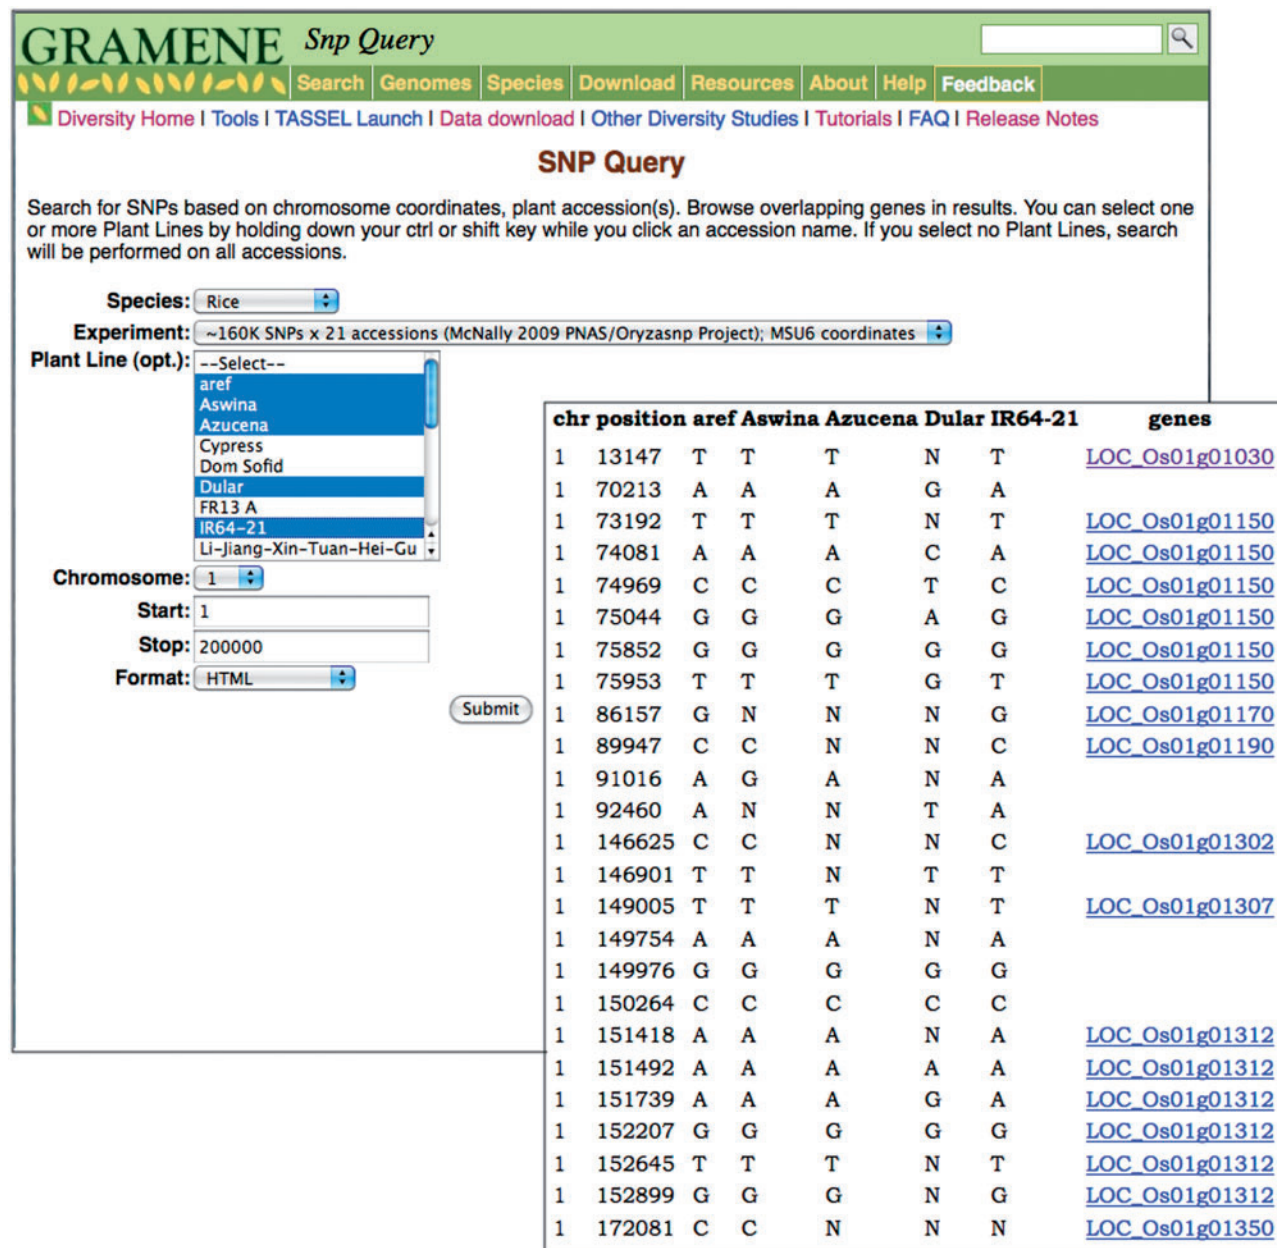 GRAMENE Snp Query
Search Genomes Species Download Resources About Help Feedback
Diversity Home | Tools | TASSEL Launch | Data download | Other Diversity Studies | Tutorials | FAQ | Release Notes
SNP Query
Search for SNPs based on chromosome coordinates, plant accession(s). Browse overlapping genes in results. You can select one
or more Plant Lines by holding down your ctrl or shift key while you click an accession name. If you select no Plant Lines, search
will be performed on all accessions.
Species: Rice
Experiment: ~160K SNPs x 21 accessions (McNally 2009 PNAS/Oryzasnp Project); MSU6 coordinates
Plant Line (opt.): --Select--
aref
Aswina
Azucena
Cypress
Dom Sofid
Dular
FR13 A
IR64-21
Li-Jiang-Xin-Tuan-Hei-Gu
Chromosome: 1
Start: 1
Stop: 200000
Format: HTML
Submit
chr position aref Aswina Azucena Dular IR64-21 genes
1 13147 T T T N T LOC_Os01g01030
1 70213 A A A G A
1 73192 T T T N T LOC_Os01g01150
1 74081 A A A C A LOC_Os01g01150
1 74969 C C C T C LOC_Os01g01150
1 75044 G G G A G LOC_Os01g01150
1 75852 G G G G G LOC_Os01g01150
1 75953 T T T G T LOC_Os01g01150
1 86157 G N N N G LOC_Os01g01170
1 89947 C C N N C LOC_Os01g01190
1 91016 A G A N A
1 92460 A N N T A
1 146625 C C N N C LOC_Os01g01302
1 146901 T T N T T
1 149005 T T T N T LOC_Os01g01307
1 149754 A A A N A
1 149976 G G G G G
1 150264 C C C C C
1 151418 A A A N A LOC_Os01g01312
1 151492 A A A A A LOC_Os01g01312
1 151739 A A A G A LOC_Os01g01312
1 152207 G G G G G LOC_Os01g01312
1 152645 T T T N T LOC_Os01g01312
1 152899 G G G N G LOC_Os01g01312
1 172081 C C N N N LOC_Os01g01350